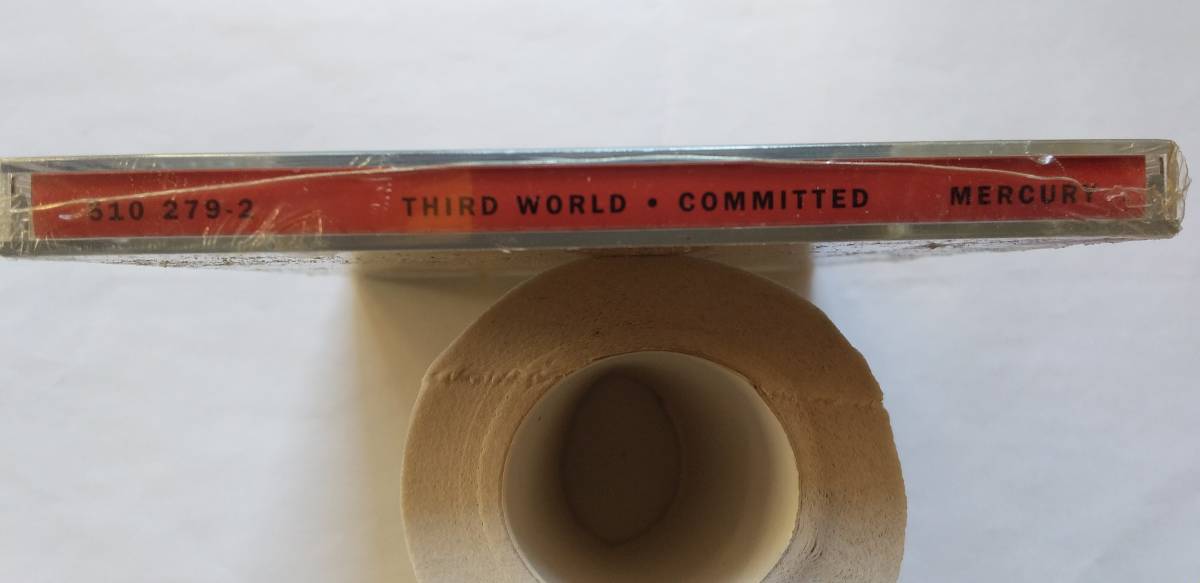 510 279-2 THIRD WORLD • COMMITTED MERCURY